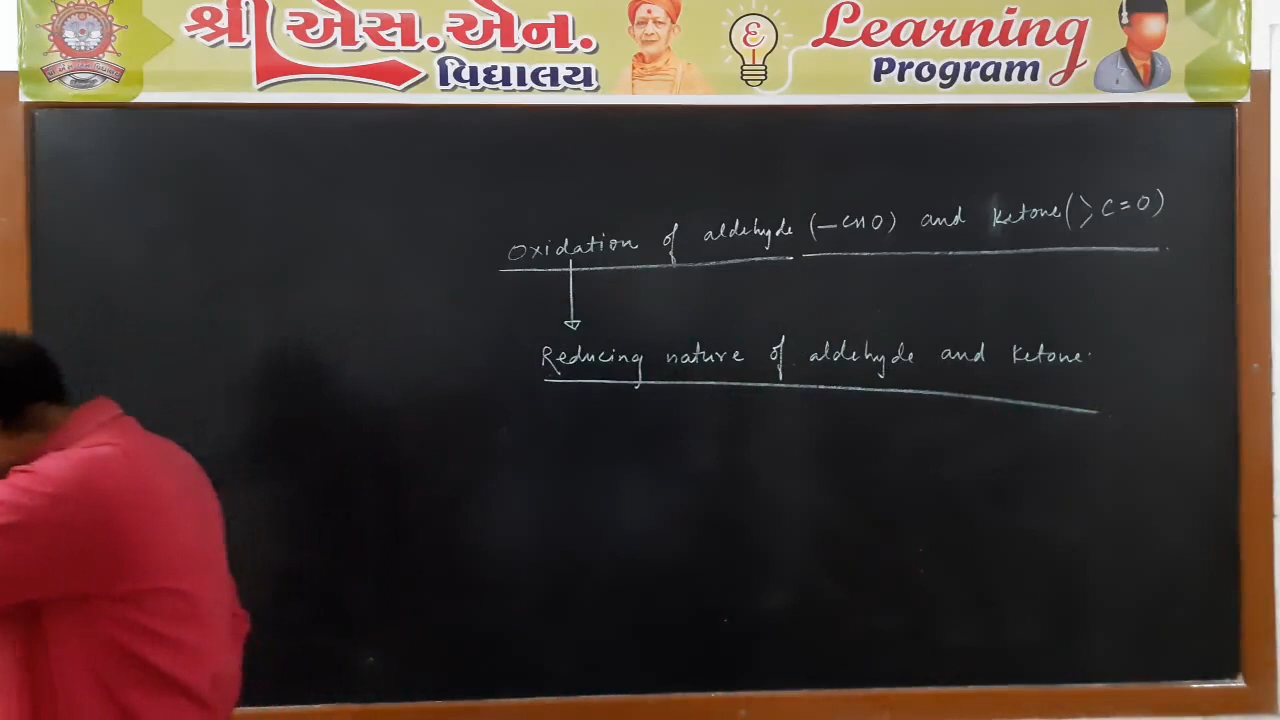 શ્રી એસ.એન.
વિદ્યાલય
ε
Learning
Program
Oxidation of aldehyde (–CHO) and ketone (>C=O)
Reducing nature of aldehyde and ketone.